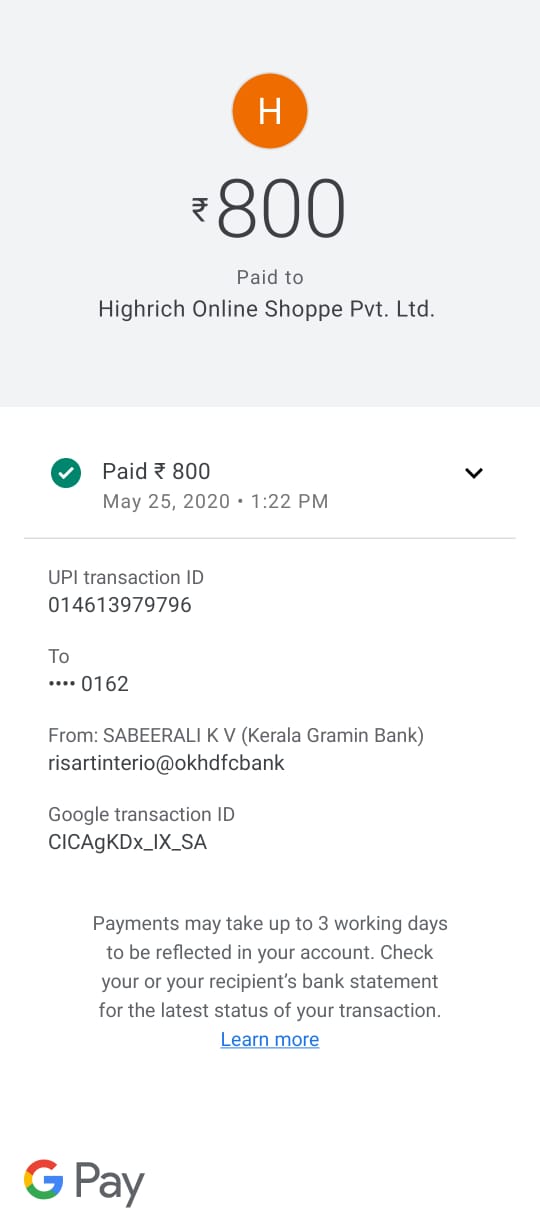 H
₹800
Paid to
Highrich Online Shoppe Pvt. Ltd.
Paid ₹ 800
May 25, 2020 • 1:22 PM
UPI transaction ID
014613979796
To
•••• 0162
From: SABEERALI K V (Kerala Gramin Bank)
risartinterio@okhdfcbank
Google transaction ID
CICAgKDx_IX_SA
Payments may take up to 3 working days
to be reflected in your account. Check
your or your recipient’s bank statement
for the latest status of your transaction.
Learn more
G Pay